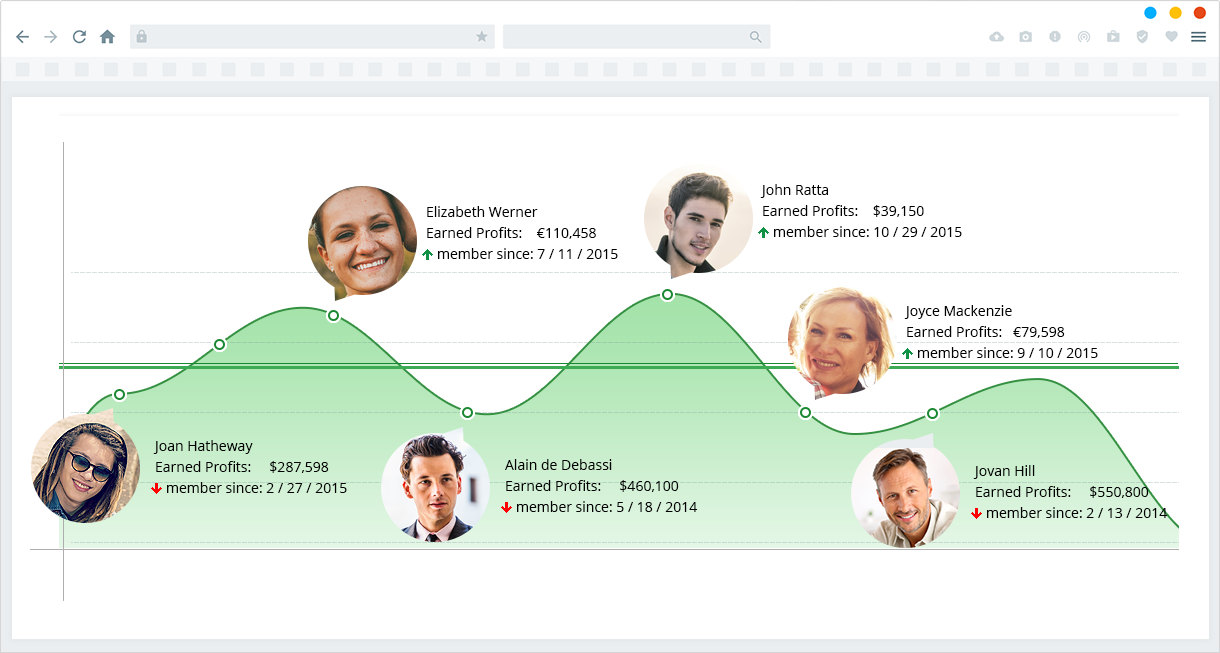 Elizabeth Werner
Earned Profits: €110,458
member since: 7 / 11 / 2015
John Ratta
Earned Profits: $39,150
member since: 10 / 29 / 2015
Joyce Mackenzie
Earned Profits: €79,598
member since: 9 / 10 / 2015
Joan Hatheway
Earned Profits: $287,598
member since: 2 / 27 / 2015
Alain de Debassi
Earned Profits: $460,100
member since: 5 / 18 / 2014
Jovan Hill
Earned Profits: $550,800
member since: 2 / 13 / 2014